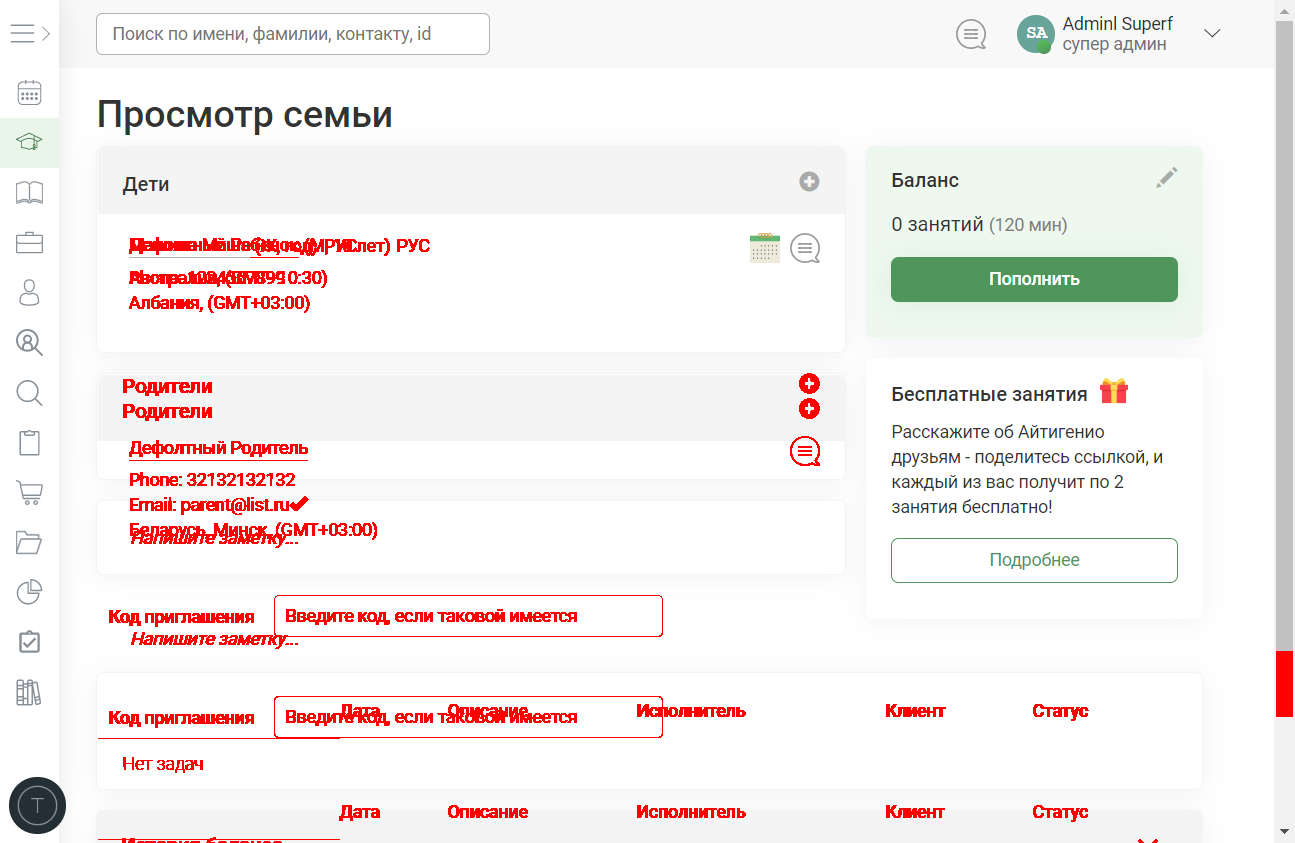 Поиск по имени, фамилии, контакту, id
SA
Adminl Superf
супер админ
Просмотр семьи
Дети
РУС
Албания, (GMT+03:00)
Родители
Родители
Дефолтный Родитель
Phone: 32132132132
Email: parent@list.ru
Беларусь, Минск, (GMT+03:00)
Напишите заметку...
Код приглашения Введите код, если таковой имеется
Напишите заметку...
Дата Описание Исполнитель Клиент Статус
Код приглашения Введите код, если таковой имеется
Нет задач
Дата Описание Исполнитель Клиент Статус
Баланс
0 занятий (120 мин)
Пополнить
Бесплатные занятия
Расскажите об Айтигенио
друзьям - поделитесь ссылкой, и
каждый из вас получит по 2
занятия бесплатно!
Подробнее
T